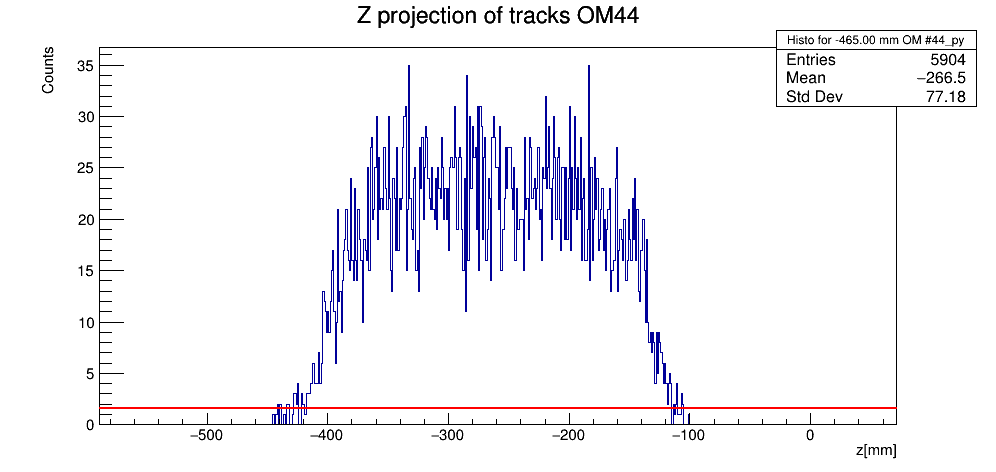 Z projection of tracks OM44
Histo for -465.00 mm OM #44_py
Entries 5904
Mean −266.5
Std Dev 77.18
Counts
35
30
25
20
15
10
5
0
−500 −400 −300 −200 −100 0
z[mm]